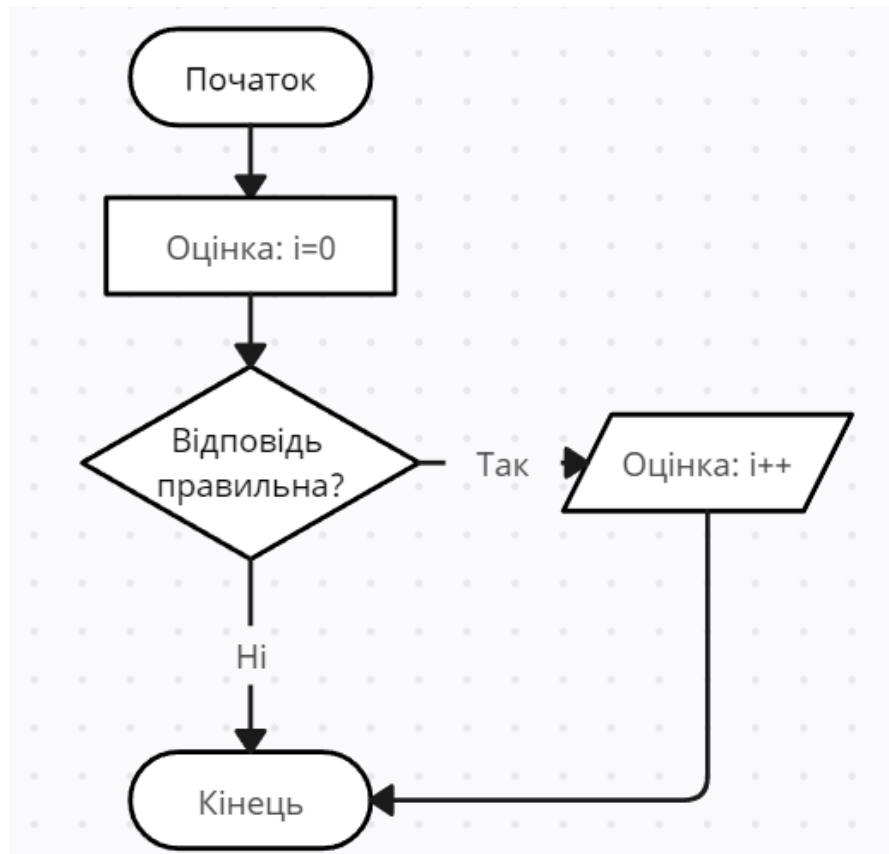 Початок
Оцінка: i=0
Відповідь
правильна?
Так
Оцінка: i++
Ні
Кінець